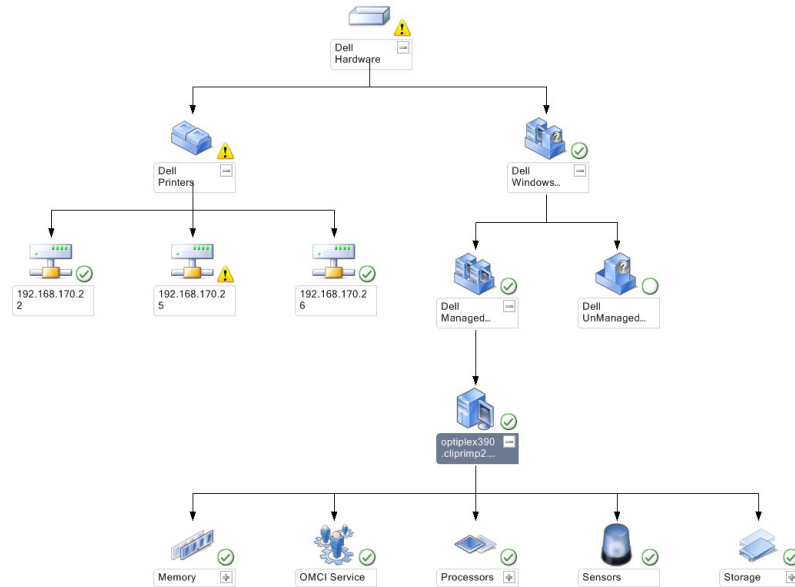 Dell
Hardware
Dell
Printers
Dell
Windows...
192.168.170.2
2
192.168.170.2
5
192.168.170.2
6
Dell
Managed...
Dell
UnManaged...
optiplex390
.cliprimp2....
Memory
OMCI Service
Processors
Sensors
Storage